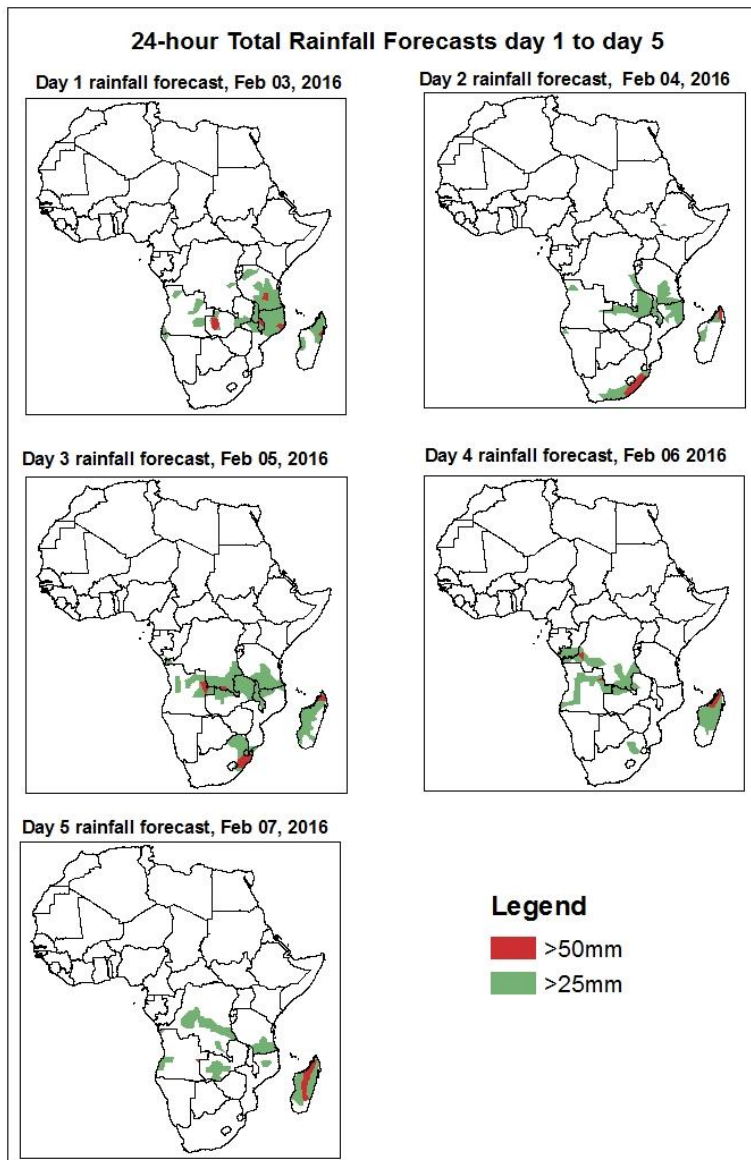 24-hour Total Rainfall Forecasts day 1 to day 5
Day 1 rainfall forecast, Feb 03, 2016
Day 2 rainfall forecast, Feb 04, 2016
Day 3 rainfall forecast, Feb 05, 2016
Day 4 rainfall forecast, Feb 06 2016
Day 5 rainfall forecast, Feb 07, 2016
Legend
>50mm
>25mm